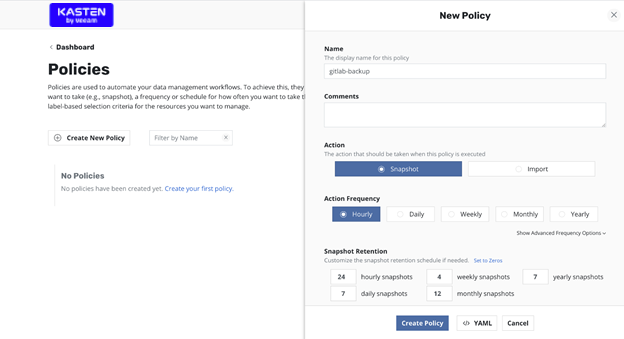 KASTEN
by veeam
Dashboard
Policies
Policies are used to automate your data management workflows. To achieve this, they
want to take (e.g., snapshot), a frequency or schedule for how often you want to take t
label-based selection criteria for the resources you want to manage.
Create New Policy
Filter by Name
No Policies
No policies have been created yet. Create your first policy.
New Policy
Name
The display name for this policy
gitlab-backup
Comments
Action
The action that should be taken when this policy is executed
Snapshot Import
Action Frequency
Hourly Daily Weekly Monthly Yearly
Show Advanced Frequency Options
Snapshot Retention
Customize the snapshot retention schedule if needed. Set to Zeros
24 hourly snapshots 4 weekly snapshots 7 yearly snapshots
7 daily snapshots 12 monthly snapshots
Create Policy </> YAML Cancel